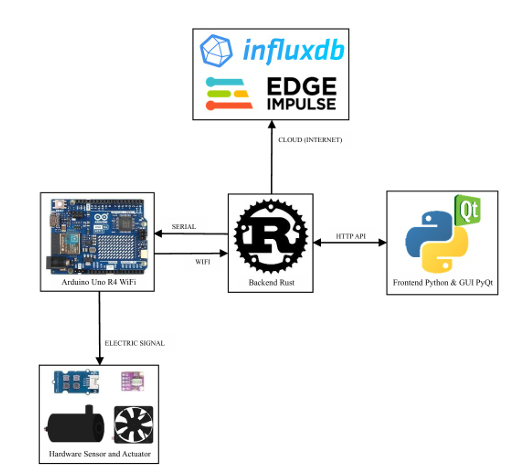 influxdb
EDGE
IMPULSE
CLOUD (INTERNET)
SERIAL
WIFI
HTTP API
Qt
R
Arduino Uno R4 WiFi
Backend Rust
Frontend Python & GUI PyQt
ELECTRIC SIGNAL
Hardware Sensor and Actuator